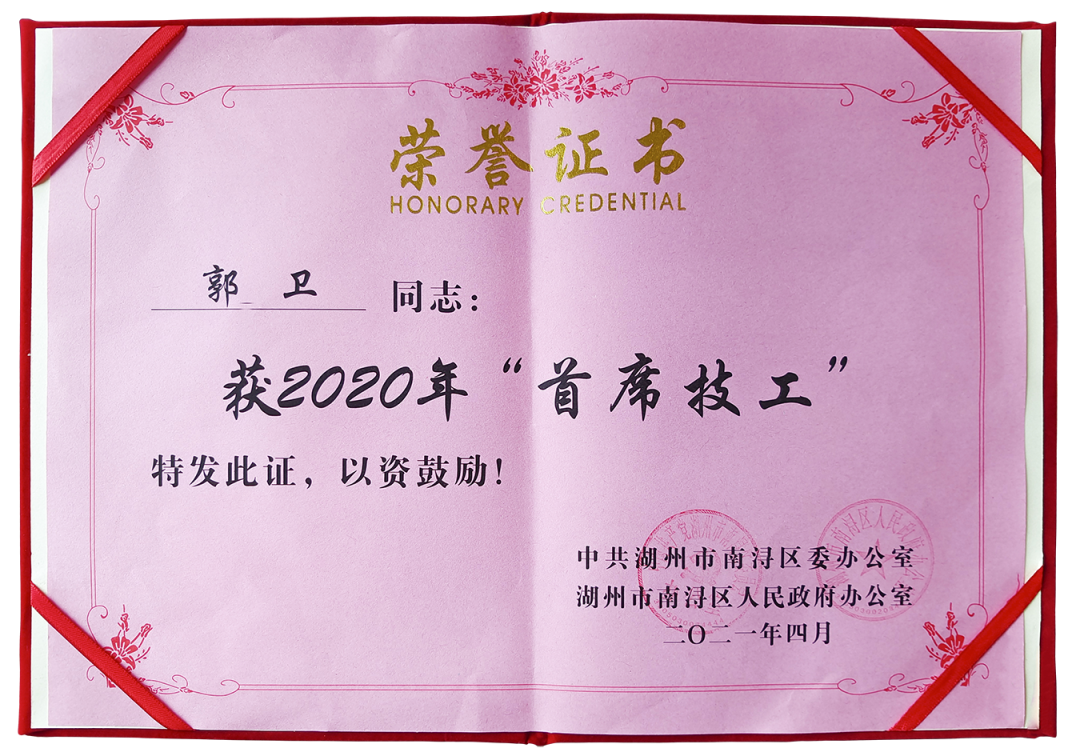 荣誉证书
HONORARY CREDENTIAL
郭 卫 同志：
获2020年“首席技工”
特发此证，以资鼓励！
中共湖州市南浔区委办公室
湖州市南浔区人民政府办公室
二〇二一年四月